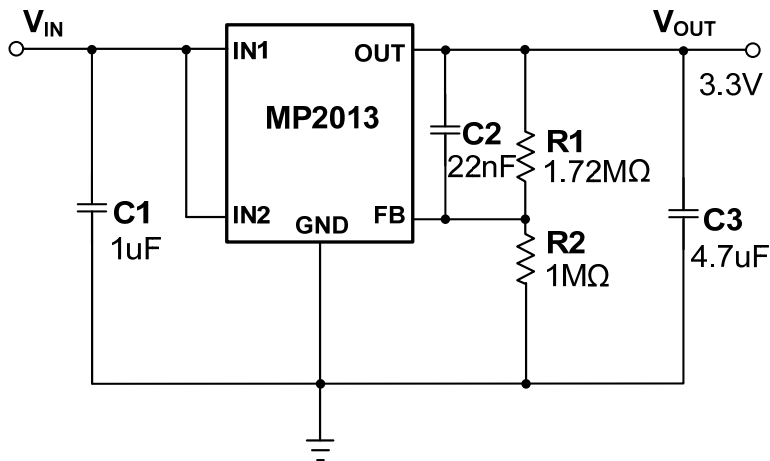 VIN
VOUT
IN1
OUT
3.3V
MP2013
C2
22nF
R1
1.72MΩ
C1
1uF
IN2
GND
FB
R2
1MΩ
C3
4.7uF